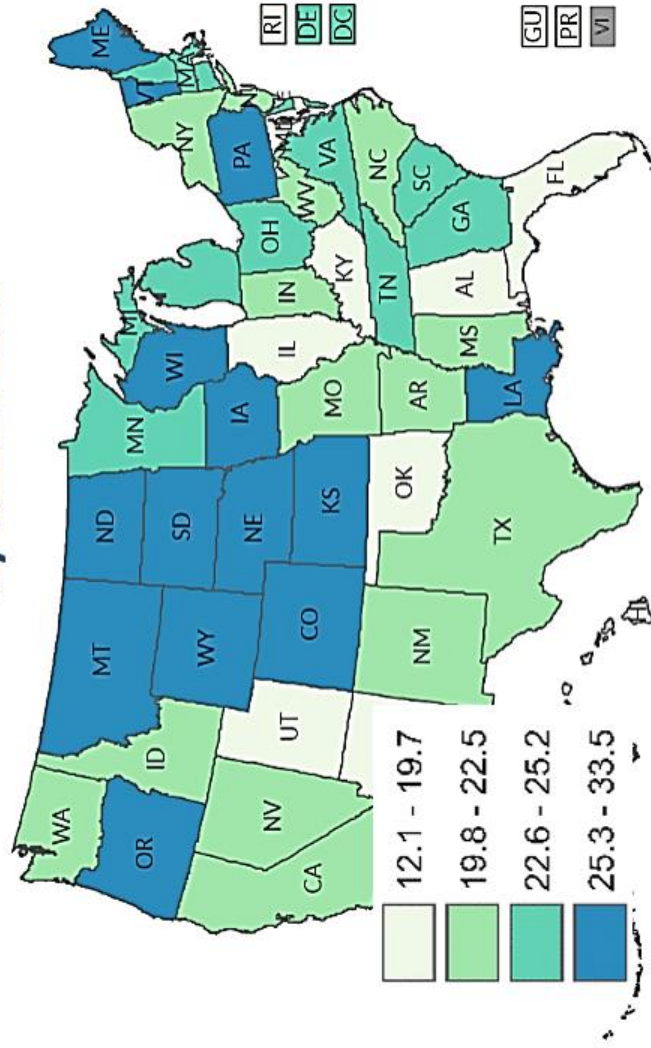 WA
MT
ND
MN
ME
VT
OR
ID
WY
SD
WI
MI
NY
MA
RI
DE
DC
NV
UT
CO
NE
IA
IL
IN
OH
PA
MD
CA
KS
MO
KY
WV
VA
NM
OK
AR
TN
NC
SC
TX
LA
MS
AL
GA
FL
GU
PR
VI
HI
12.1 - 19.7
19.8 - 22.5
22.6 - 25.2
25.3 - 33.5